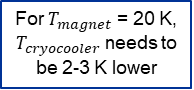 For T_magnet = 20 K,
T_cryocooler needs to
be 2-3 K lower